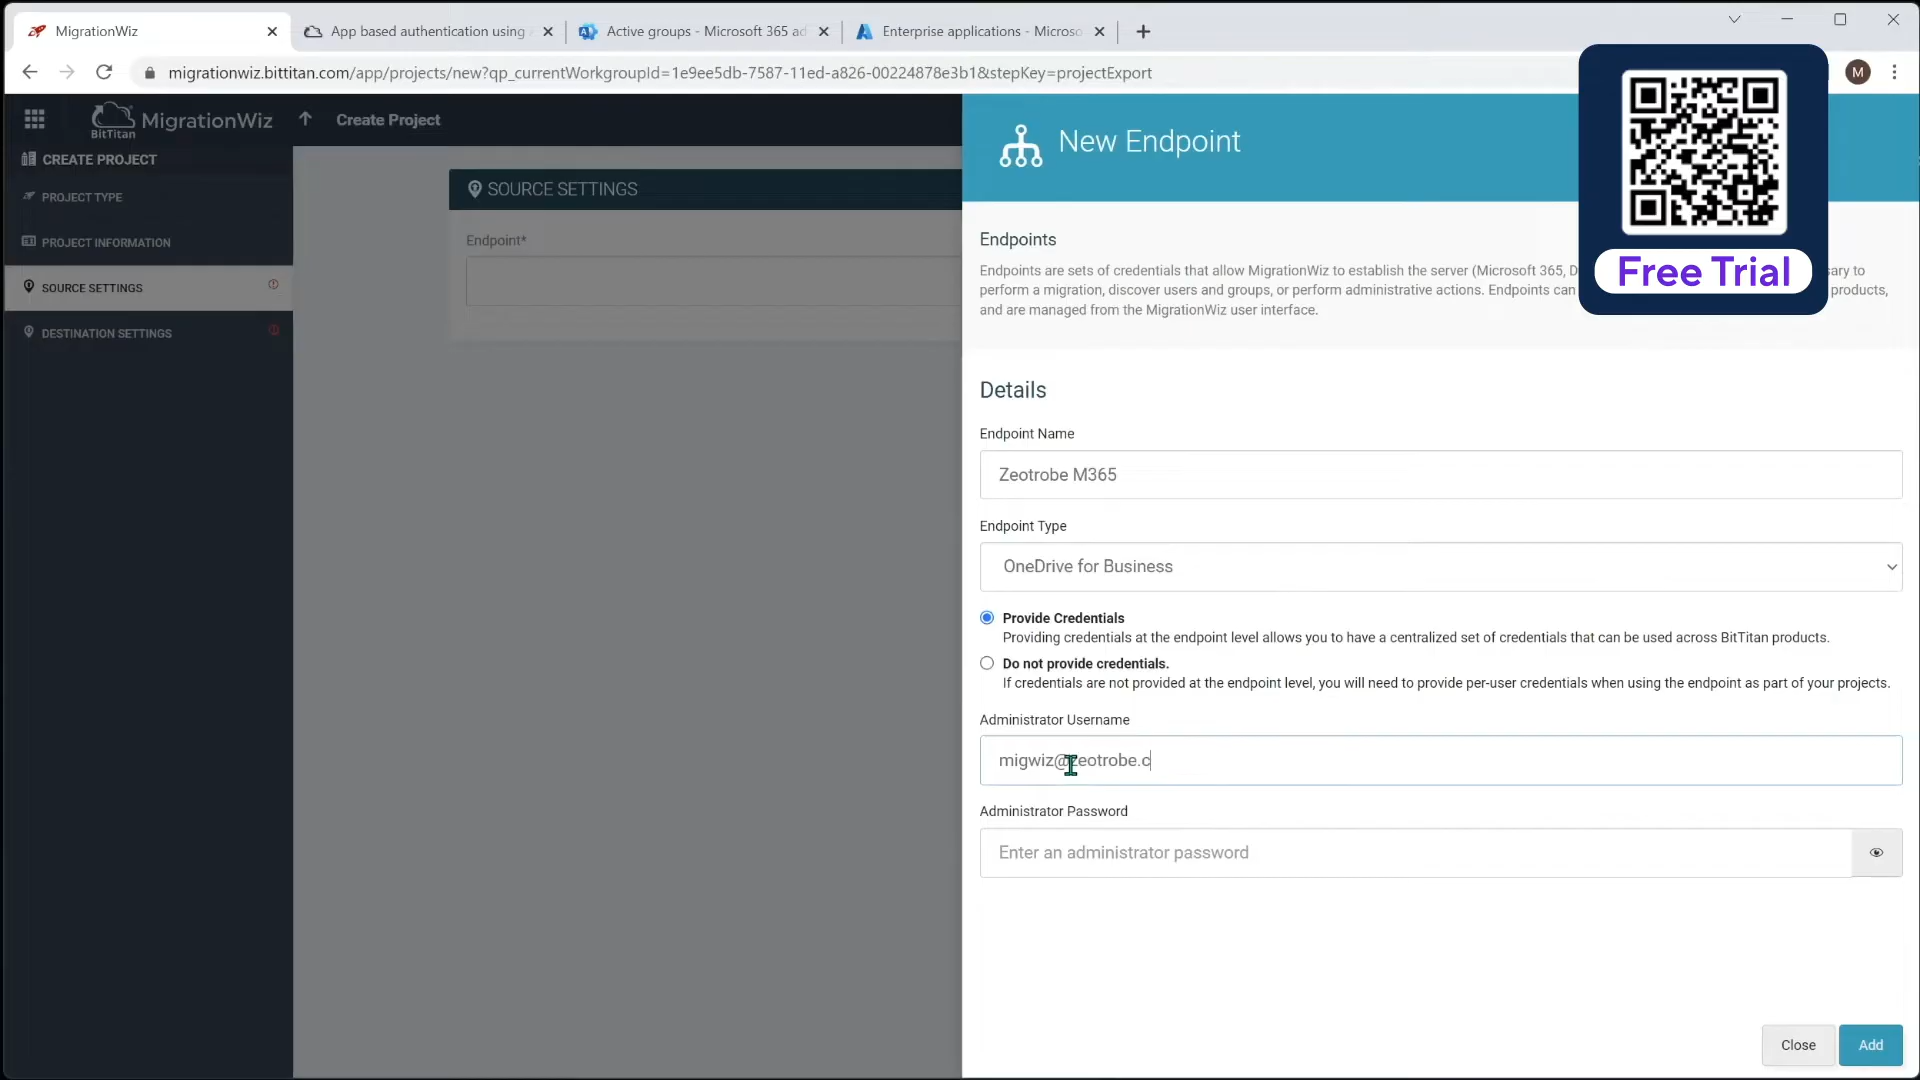 MigrationWiz
App based authentication using
Active groups - Microsoft 365 ad
Enterprise applications - Microso
migrationwiz.bittitan.com/app/projects/new?qp_currentWorkgroupId=1e9ee5db-7587-11ed-a826-00224878e3b1&stepKey=projectExport
M
BitTitan
MigrationWiz
Create Project
CREATE PROJECT
PROJECT TYPE
PROJECT INFORMATION
SOURCE SETTINGS
DESTINATION SETTINGS
SOURCE SETTINGS
Endpoint*
New Endpoint
Free Trial
Endpoints
Endpoints are sets of credentials that allow MigrationWiz to establish the server (Microsoft 365, D sary to
perform a migration, discover users and groups, or perform administrative actions. Endpoints can products,
and are managed from the MigrationWiz user interface.
Details
Endpoint Name
Zeotrobe M365
Endpoint Type
OneDrive for Business
Provide Credentials
Providing credentials at the endpoint level allows you to have a centralized set of credentials that can be used across BitTitan products.
Do not provide credentials.
If credentials are not provided at the endpoint level, you will need to provide per-user credentials when using the endpoint as part of your projects.
Administrator Username
migwiz@zeotrobe.c
Administrator Password
Enter an administrator password
Close
Add